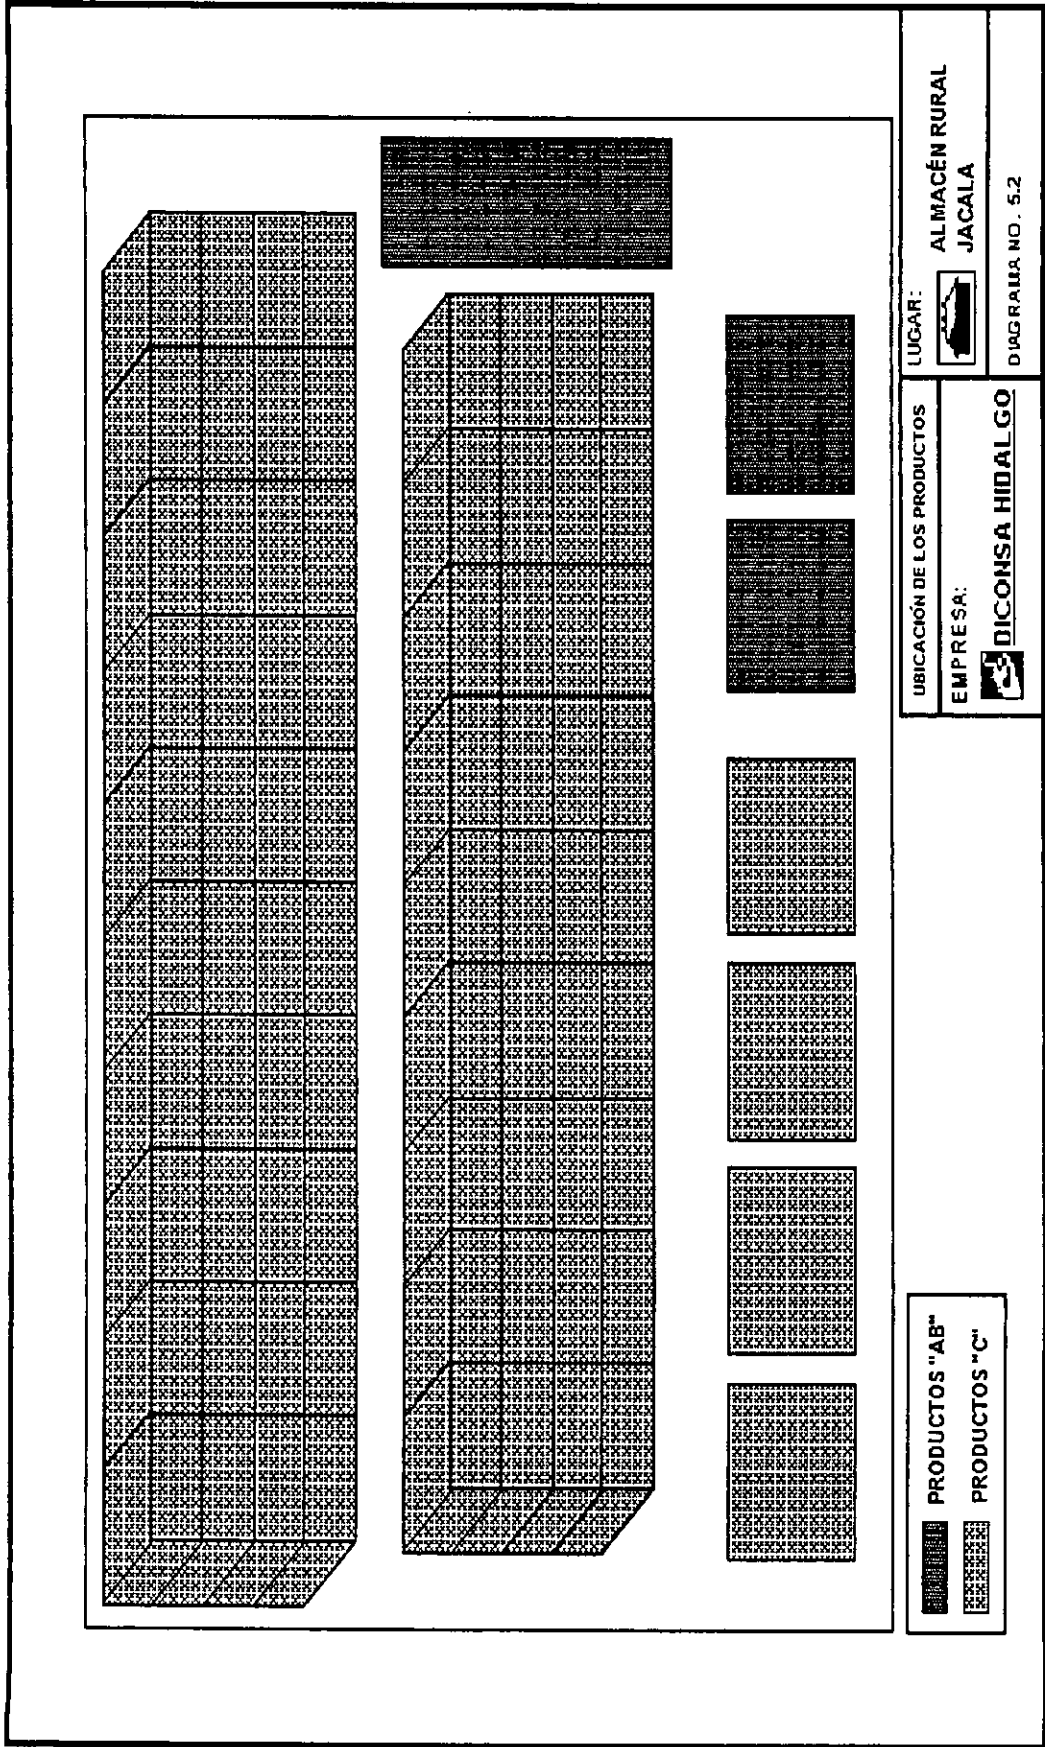 PRODUCTOS "AB"
PRODUCTOS "C"
UBICACIÓN DE LOS PRODUCTOS
EMPRESA:
DICONSA HIDALGO
LUGAR:
ALMACÉN RURAL
JACALA
DIAGRAMA NO. 5.2